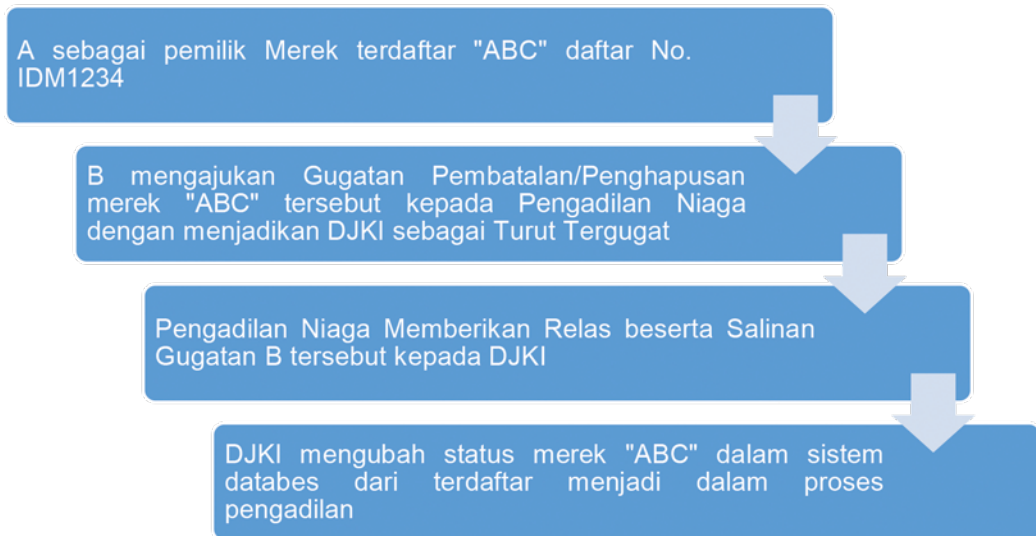 A sebagai pemilik Merek terdaftar "ABC" daftar No.
IDM1234
B mengajukan Gugatan Pembatalan/Penghapusan
merek "ABC" tersebut kepada Pengadilan Niaga
dengan menjadikan DJKI sebagai Turut Tergugat
Pengadilan Niaga Memberikan Relas beserta Salinan
Gugatan B tersebut kepada DJKI
DJKI mengubah status merek "ABC" dalam sistem
databes dari terdaftar menjadi dalam proses
pengadilan